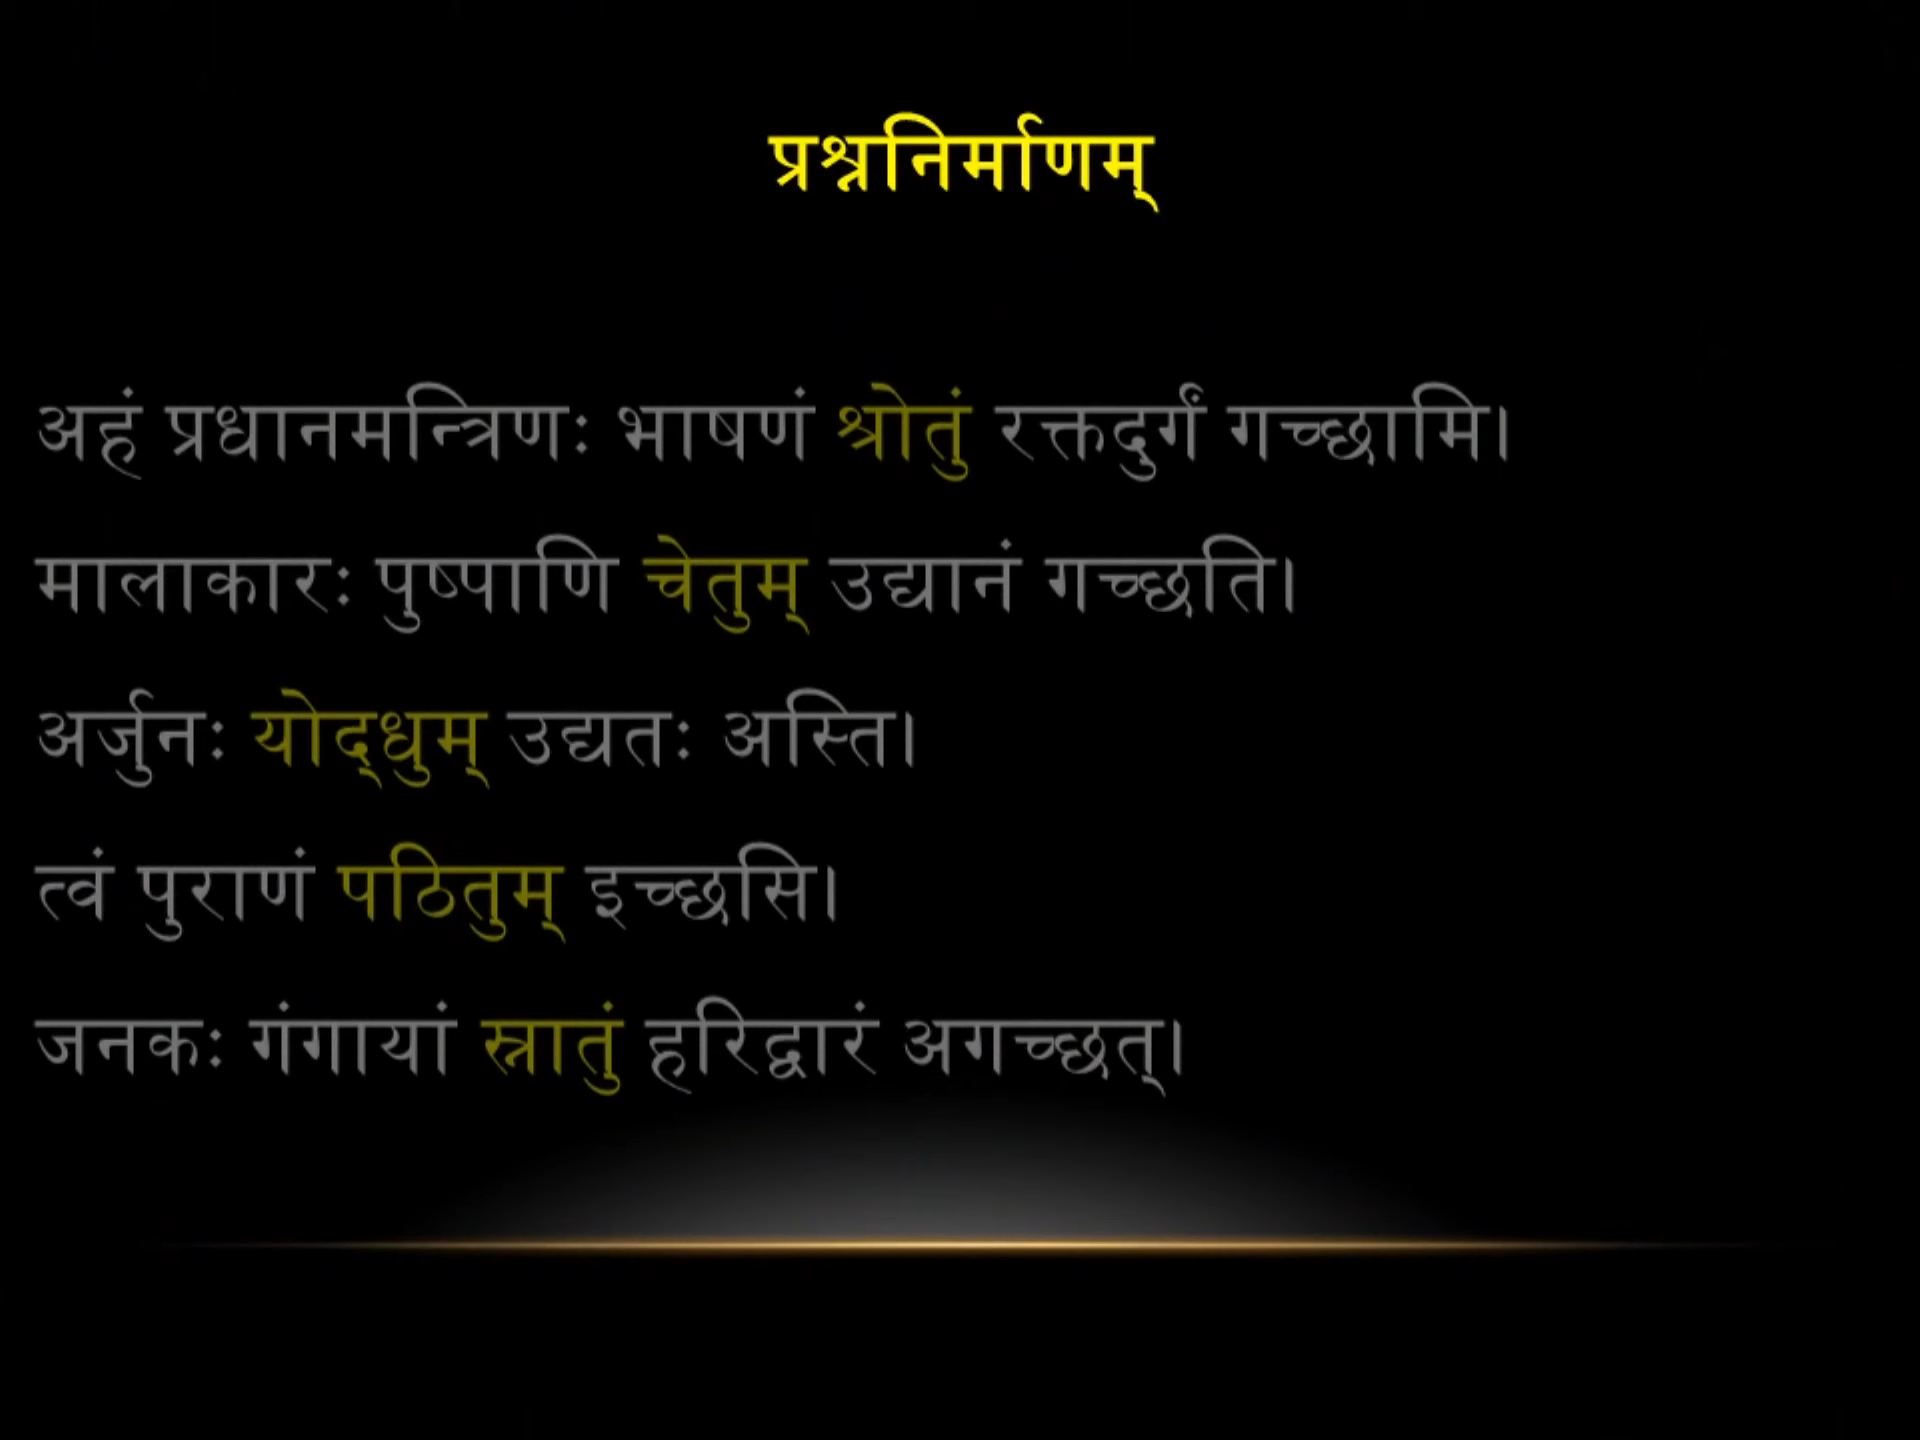 प्रश्ननिर्माणम्
अहं प्रधानमन्त्रिणः भाषणं श्रोतुं रक्तदुर्गं गच्छामि।
मालाकारः पुष्पाणि चेतुम् उद्यानं गच्छति।
अर्जुनः योद्‌धुम् उद्यतः अस्ति।
त्वं पुराणं पठितुम् इच्छसि।
जनकः गंगायां स्नातुं हरिद्वारं अगच्छत्।